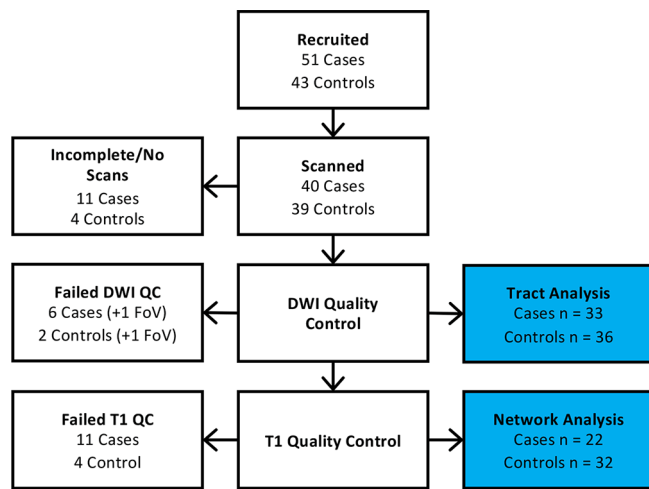 Recruited
51 Cases
43 Controls
Incomplete/No
Scans
11 Cases
4 Controls
Scanned
40 Cases
39 Controls
Failed DWI QC
6 Cases (+1 FoV)
2 Controls (+1 FoV)
DWI Quality
Control
Tract Analysis
Cases n = 33
Controls n = 36
Failed T1 QC
11 Cases
4 Control
T1 Quality Control
Network Analysis
Cases n = 22
Controls n = 32